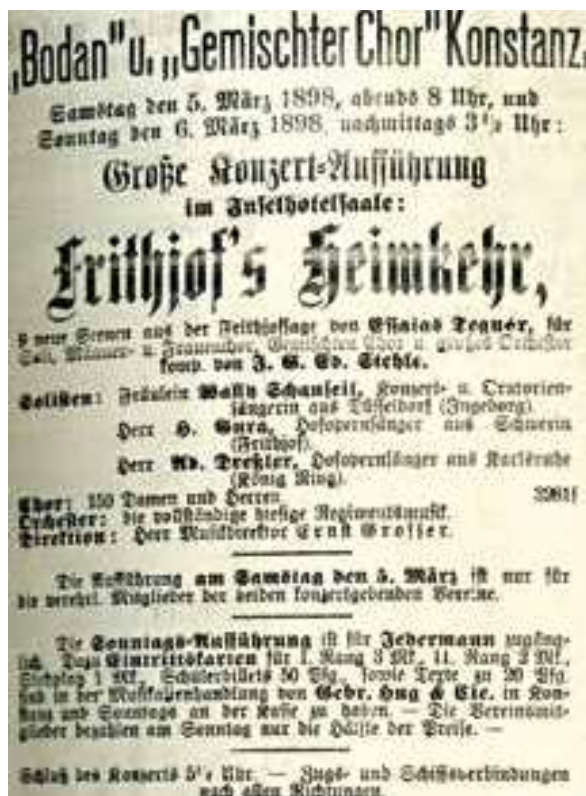 „Bodan" u. „Gemischter Chor" Konstanz.
Samstag den 5. März 1898, abends 8 Uhr, und
Sonntag den 6. März 1898, nachmittags 3½ Uhr:
Große Konzert-Aufführung
im Inselhotelsaale:
Frithjof's Heimkehr,
neue Scenen aus der Frithjofsage von Essaias Tegner, für
Soli, Männer- u. Frauenchor, Gemischten Chor u. großes Orchester
komp. von J. G. Ed. Stehle.
Solisten: Fräulein Wally Schauseil, Konzert- u. Oratorien-
sängerin aus Düsseldorf (Ingeborg).
Herr H. Gura, Hofopernsänger aus Schwerin
(Frithjof).
Herr Ad. Dreßler, Hofopernsänger aus Karlsruhe
(König Ring).
Chor: 150 Damen und Herren. 3981f
Orchester: die vollständige hiesige Regimentsmusik.
Direktion: Herr Musikdirektor Ernst Grosser.
Die Aufführung am Samstag den 5. März ist nur für
die verehrl. Mitglieder der beiden konzertgebenden Vereine.
Die Sonntags-Aufführung ist für Jedermann zugäng-
lich. Dazu Eintrittskarten für I. Rang 3 Mk., II. Rang 2 Mk.,
Stehplatz 1 Mk., Schülerbillets 50 Pfg., sowie Texte zu 20 Pfg.
sind in der Musikalienhandlung von Gebr. Hug & Cie. in Kon-
stanz und Sonntags an der Kasse zu haben. — Die Vereinsmit-
glieder bezahlen am Sonntag nur die Hälfte der Preise. —
Schluß des Konzerts Uhr. — Zugs- und Schiffsverbindungen
nach allen Richtungen.